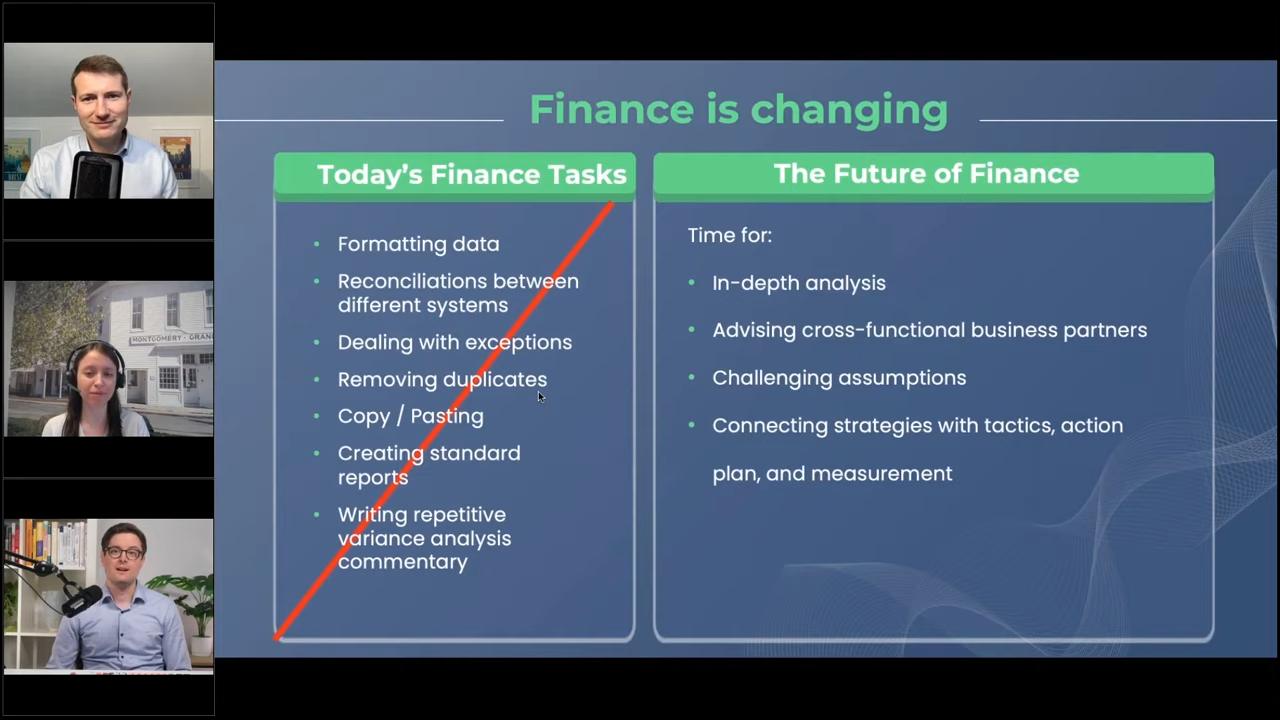 Finance is changing
Today's Finance Tasks
• Formatting data
• Reconciliations between
different systems
• Dealing with exceptions
• Removing duplicates
• Copy / Pasting
• Creating standard
reports
• Writing repetitive
variance analysis
commentary
The Future of Finance
Time for:
• In-depth analysis
• Advising cross-functional business partners
• Challenging assumptions
• Connecting strategies with tactics, action
plan, and measurement
MONTGOMERY